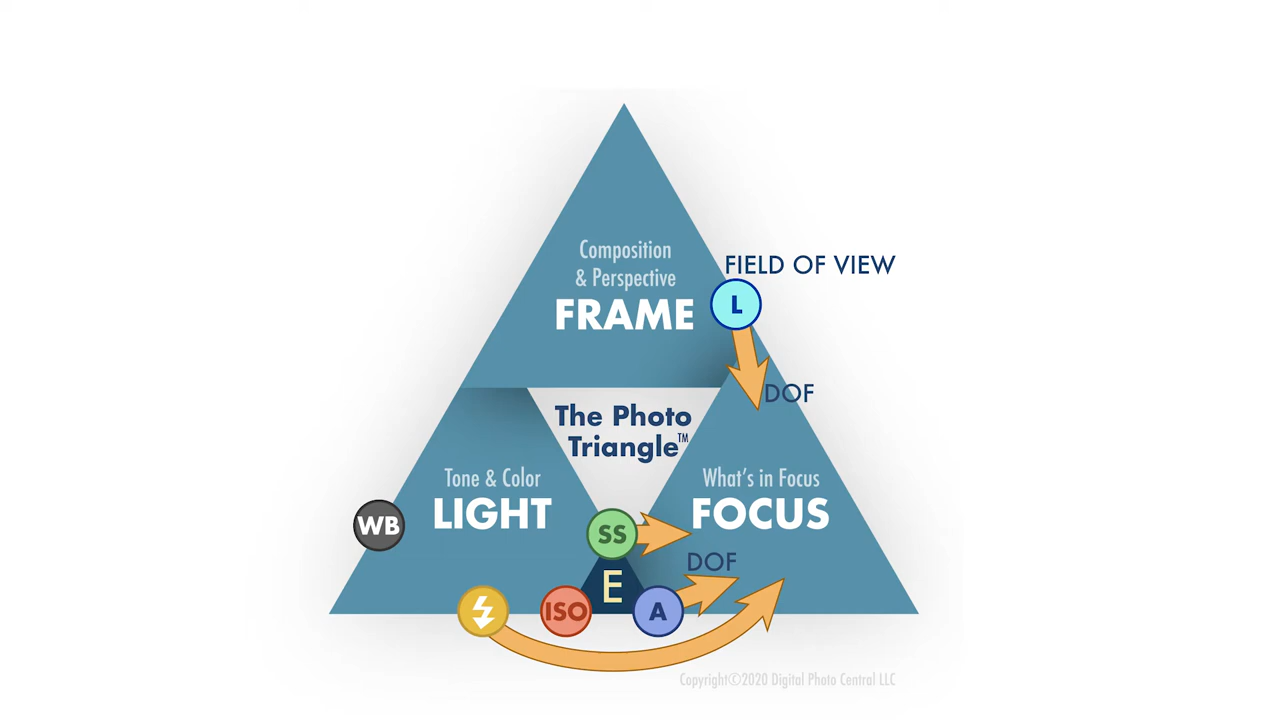 Composition
& Perspective
FRAME
FIELD OF VIEW
L
DOF
The Photo
Triangle™
Tone & Color
LIGHT
What's in Focus
FOCUS
WB
SS
DOF
E
ISO
A
Copyright©2020 Digital Photo Central LLC